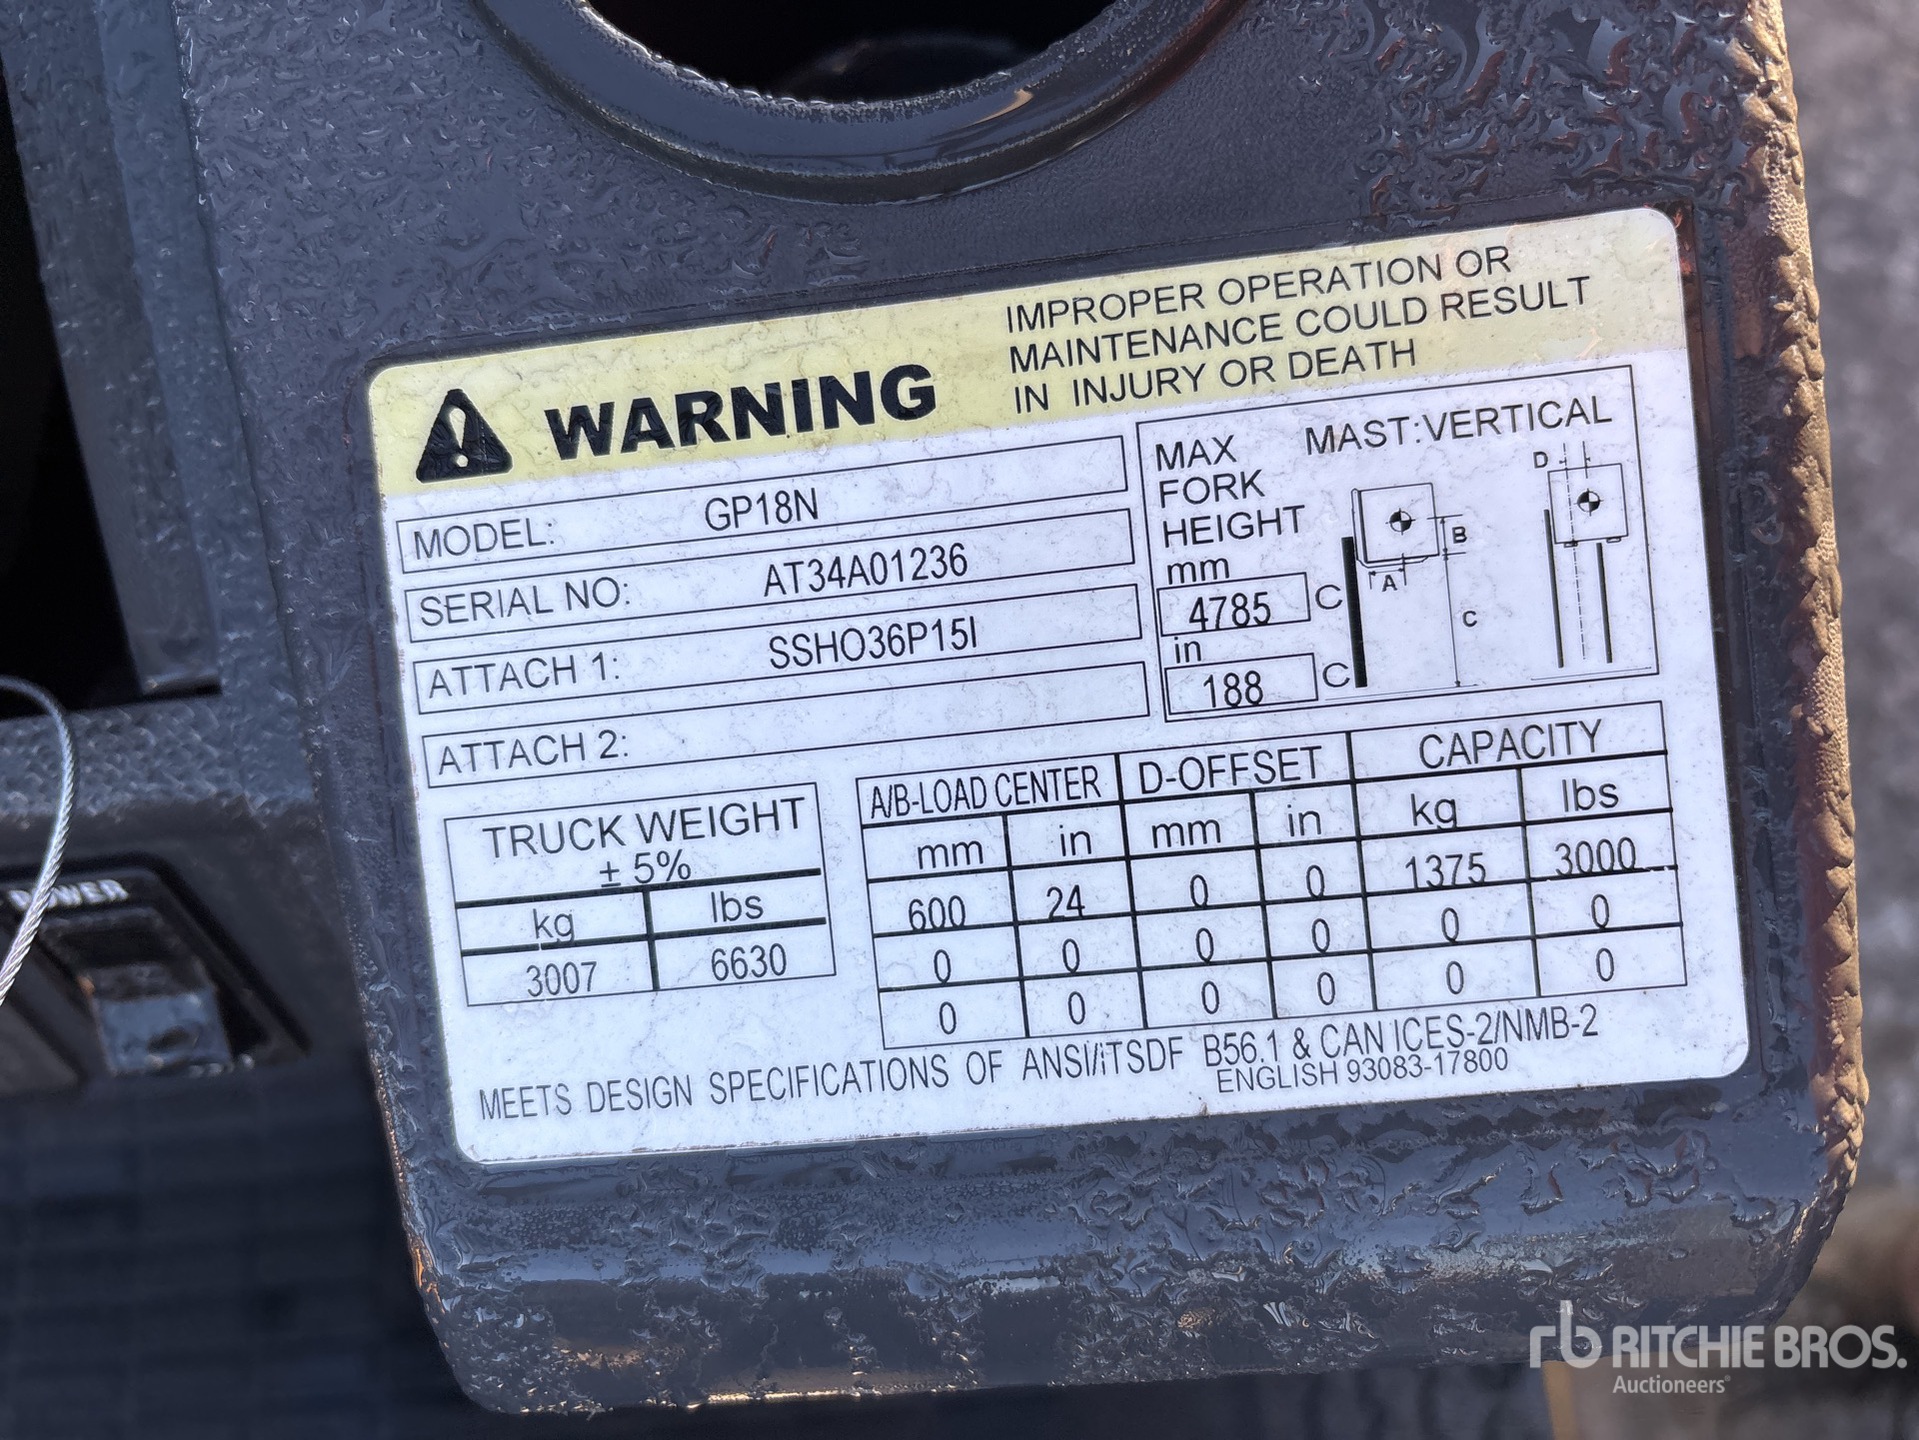 WARNING
IMPROPER OPERATION OR
MAINTENANCE COULD RESULT
IN INJURY OR DEATH
MODEL: GP18N
SERIAL NO: AT34A01236
ATTACH 1: SSHO36P15I
ATTACH 2:
MAX
FORK
HEIGHT
MAST:VERTICAL
mm
4785 C
in
188 C
D
B
A
C
TRUCK WEIGHT
± 5%
kg lbs
3007 6630
A/B-LOAD CENTER D-OFFSET CAPACITY
mm in mm in kg lbs
600 24 0 0 1375 3000
0 0 0 0 0 0
0 0 0 0 0 0
MEETS DESIGN SPECIFICATIONS OF ANSI/ITSDF B56.1 & CAN ICES-2/NMB-2
ENGLISH 93083-17800
POWER
rb RITCHIE BROS.
Auctioneers